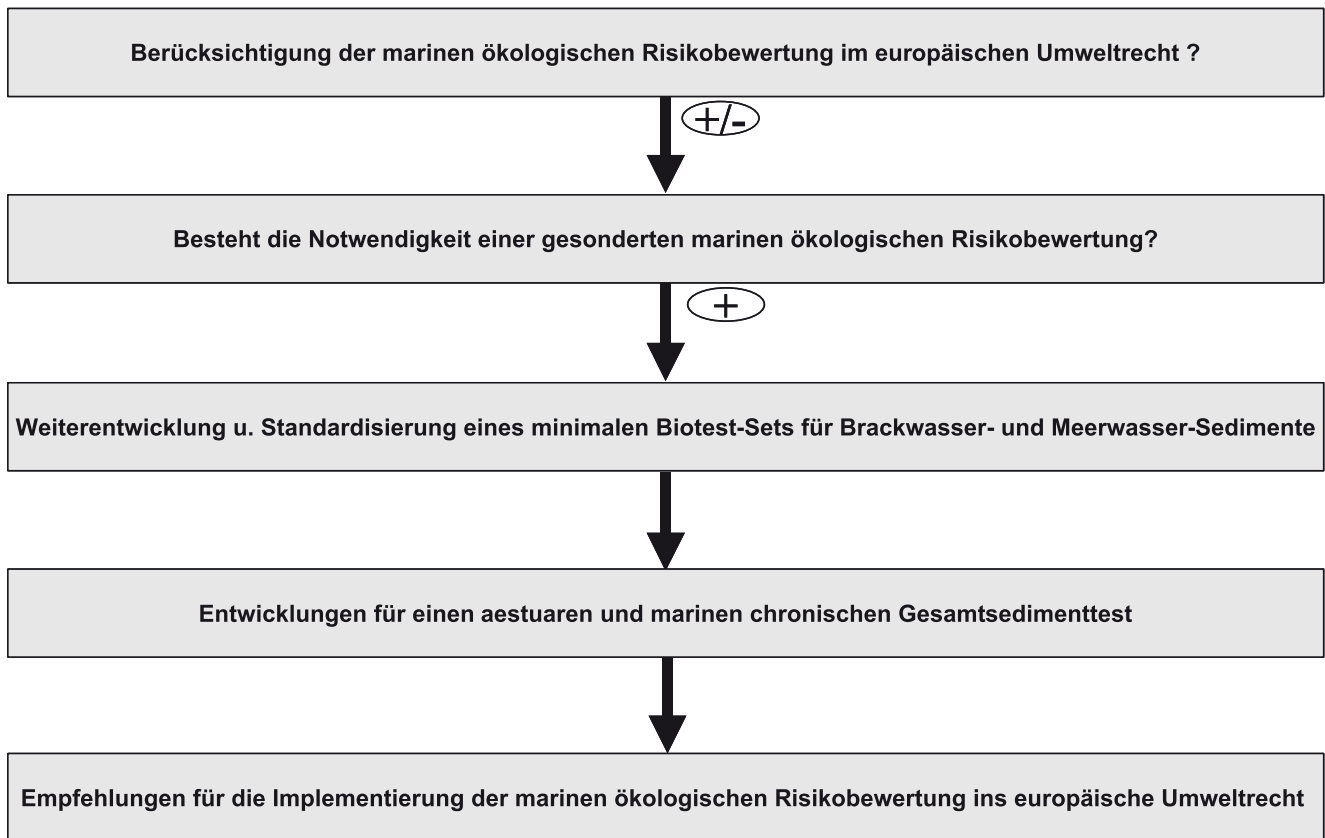 Berücksichtigung der marinen ökologischen Risikobewertung im europäischen Umweltrecht ?
+/-
Besteht die Notwendigkeit einer gesonderten marinen ökologischen Risikobewertung?
+
Weiterentwicklung u. Standardisierung eines minimalen Biotest-Sets für Brackwasser- und Meerwasser-Sedimente
Entwicklungen für einen aestuaren und marinen chronischen Gesamtsedimenttest
Empfehlungen für die Implementierung der marinen ökologischen Risikobewertung ins europäische Umweltrecht